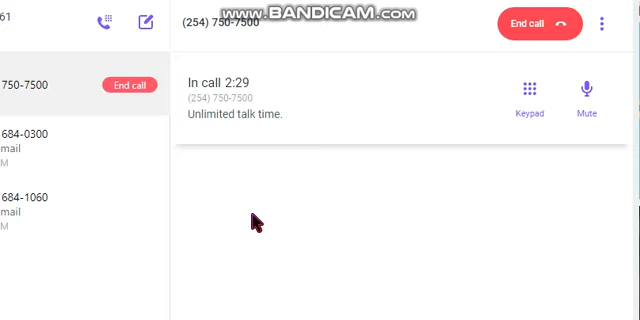 61
750-7500
End call
684-0300
mail
M
684-1060
mail
M
www.BANDICAM.com
(254) 750-7500
End call
In call 2:29
(254) 750-7500
Unlimited talk time.
Keypad
Mute